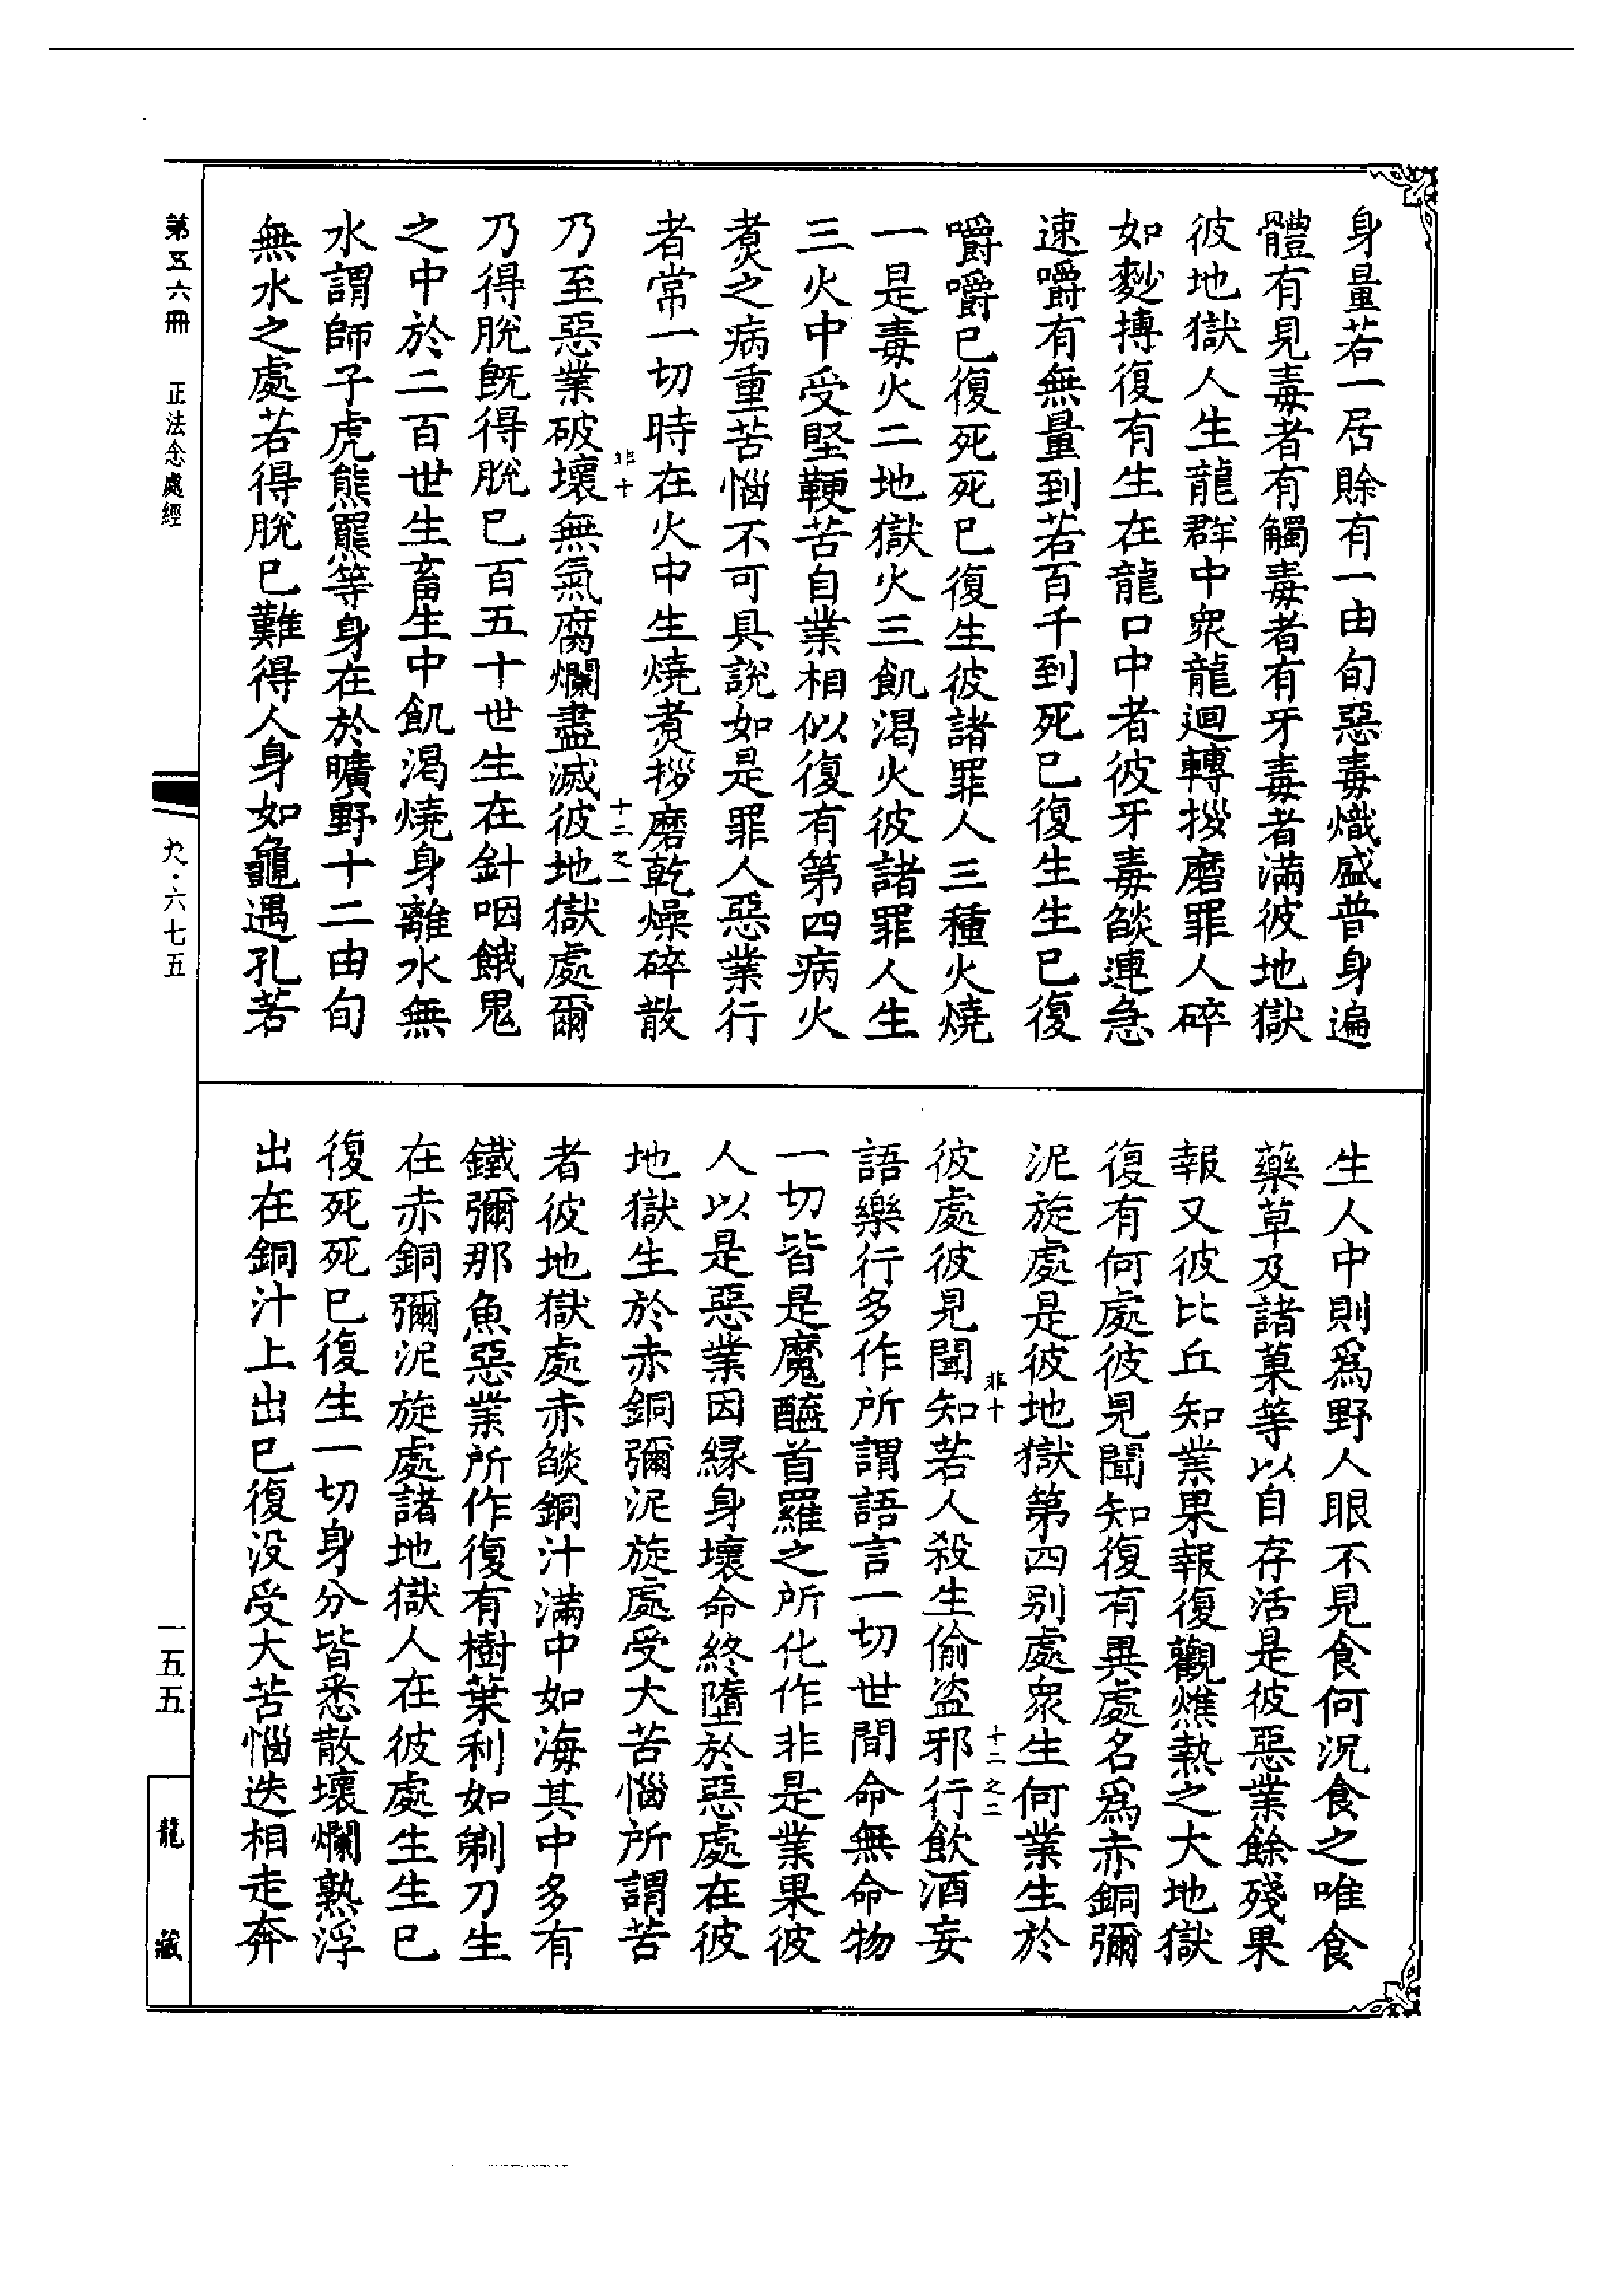 身量若一居賒有一由旬惡毒熾盛普身遍
體有見毒者有觸毒者有牙毒者滿彼地獄
彼地獄人生龍群中衆龍迴轉拶磨罪人碎
如麨摶復有生在龍口中者彼牙毒𦦨連急
速嚼有無量到若百千到死已復生生已復
嚼嚼已復死死已復生彼諸罪人三種火燒
一是毒火二地獄火三飢渴火彼諸罪人生
三火中受堅鞕苦自業相似復有第四病火
煑之病重苦惱不可具說如是罪人惡業行
者常一切時在火中生燒煑拶磨乾燥碎散
非十
十二之一
乃至惡業破壞無氣腐爛盡滅彼地獄處爾
乃得脫旣得脫已百五十世生在針咽餓鬼
之中於二百世生畜生中飢渴燒身離水無
水謂師子虎熊羆等身在於曠野十二由旬
無水之處若得脫已難得人身如龜遇孔若
生人中則爲野人眼不見食何況食之唯食
藥草及諸菓等以自存活是彼惡業餘殘果
報又彼比丘知業果報復觀燋熱之大地獄
復有何處彼見聞知復有異處名爲赤銅彌
泥旋處是彼地獄第四别處衆生何業生於
非十
十二之二
彼處彼見聞知若人殺生偷盜邪行飲酒妄
語樂行多作所謂語言一切世間命無命物
一切皆是魔醯首羅之所化作非是業果彼
人以是惡業因緣身壞命終墮於惡處在彼
地獄生於赤銅彌泥旋處受大苦惱所謂苦
者彼地獄處赤𦦨銅汁滿中如海其中多有
鐵彌那魚惡業所作復有樹葉利如剃刀生
在赤銅彌泥旋處諸地獄人在彼處生生已
復死死已復生一切身分皆悉散壞爛熟浮
出在銅汁上出已復沒受大苦惱迭相走奔
第五六冊 正法念處經
九·六七五
一五五
龍藏